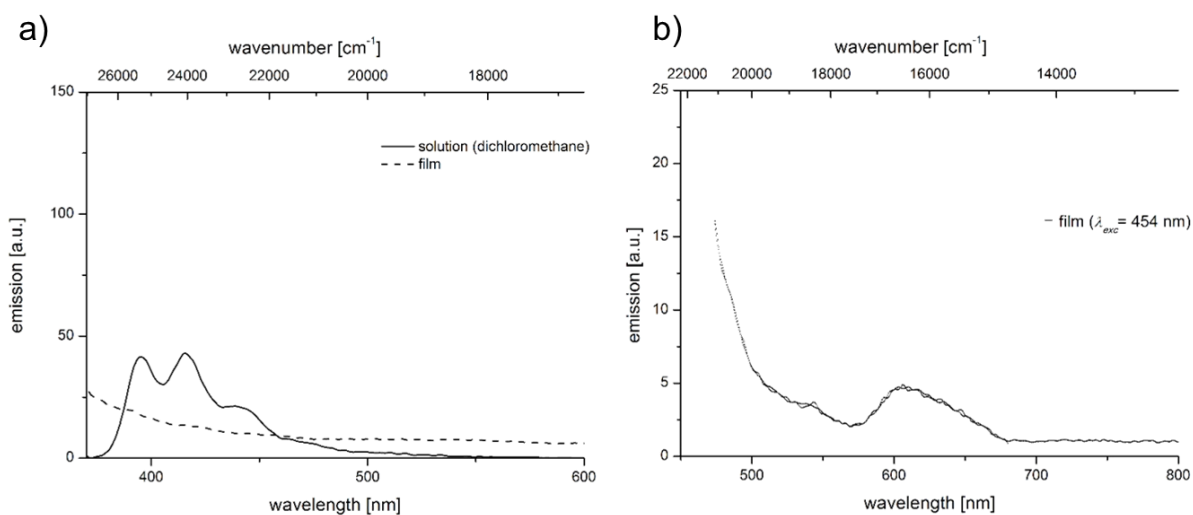 a)
wavenumber [cm⁻¹]
26000 24000 22000 20000 18000
150
100
50
0
emission [a.u.]
solution (dichloromethane)
film
400 500 600
wavelength [nm]
b)
wavenumber [cm⁻¹]
22000 20000 18000 16000 14000
25
20
15
10
5
0
emission [a.u.]
film (λexc= 454 nm)
500 600 700 800
wavelength [nm]